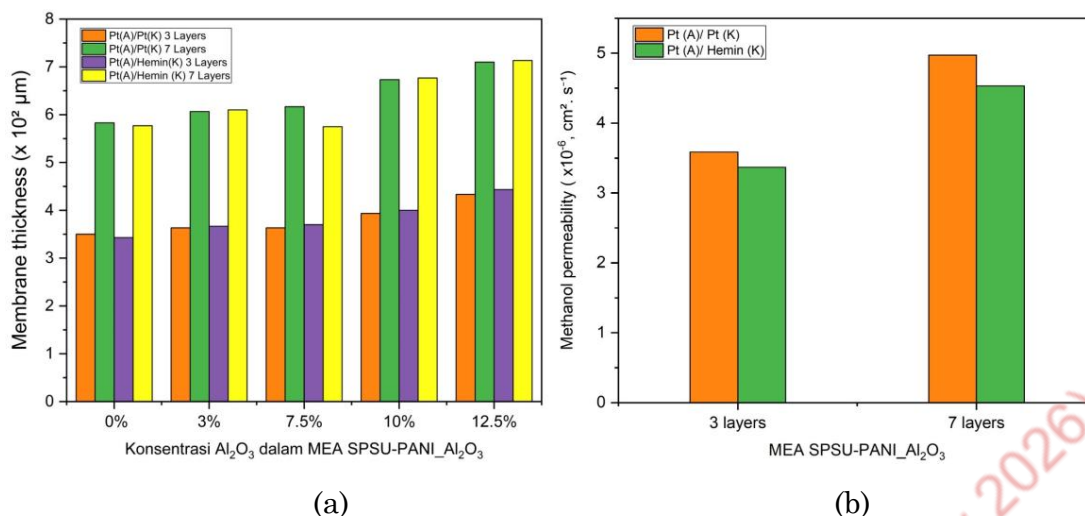 Pt(A)/Pt(K) 3 Layers
Pt(A)/Pt(K) 7 Layers
Pt(A)/Hemin(K) 3 Layers
Pt(A)/Hemin (K) 7 Layers
Membrane thickness (x 10² µm)
8
7
6
5
4
3
2
1
0
0% 3% 7.5% 10% 12.5%
Konsentrasi Al₂O₃ dalam MEA SPSU-PANI_Al₂O₃
(a)
Pt (A)/ Pt (K)
Pt (A)/ Hemin (K)
Methanol permeability ( x10⁻⁶, cm². s⁻¹)
5
4
3
2
1
0
3 layers 7 layers
MEA SPSU-PANI_Al₂O₃
(b)
2026)